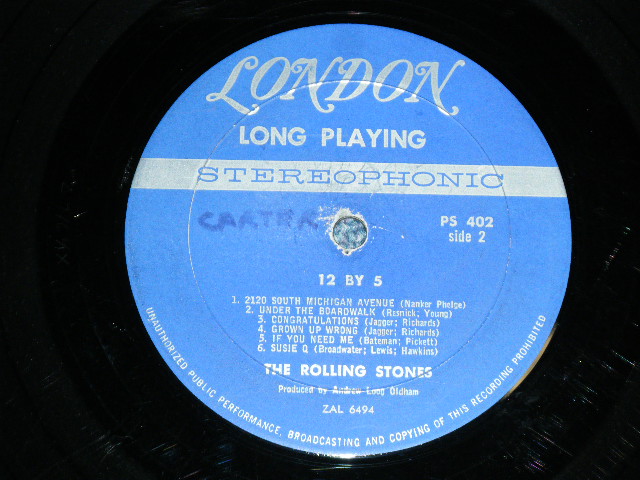 LONDON
LONG PLAYING
STEREOPHONIC
CARTER
PS 402
side 2
12 BY 5
1. 2120 SOUTH MICHIGAN AVENUE (Nanker Phelge)
2. UNDER THE BOARDWALK (Resnick; Young)
3. CONGRATULATIONS (Jagger; Richards)
4. GROWN UP WRONG (Jagger; Richards)
5. IF YOU NEED ME (Bateman; Pickett)
6. SUSIE Q (Broadwater; Lewis; Hawkins)
THE ROLLING STONES
Produced by Andrew Loog Oldham
ZAL 6494
UNAUTHORIZED PUBLIC PERFORMANCE, BROADCASTING AND COPYING OF THIS RECORDING PROHIBITED